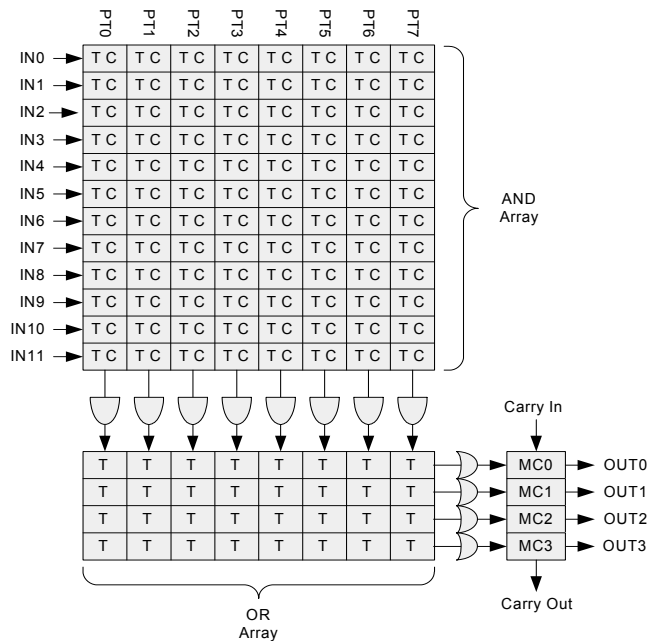 PT0 PT1 PT2 PT3 PT4 PT5 PT6 PT7
IN0 T C T C T C T C T C T C T C T C
IN1 T C T C T C T C T C T C T C T C
IN2 T C T C T C T C T C T C T C T C
IN3 T C T C T C T C T C T C T C T C
IN4 T C T C T C T C T C T C T C T C
IN5 T C T C T C T C T C T C T C T C
IN6 T C T C T C T C T C T C T C T C
IN7 T C T C T C T C T C T C T C T C
IN8 T C T C T C T C T C T C T C T C
IN9 T C T C T C T C T C T C T C T C
IN10 T C T C T C T C T C T C T C T C
IN11 T C T C T C T C T C T C T C T C
AND
Array
Carry In
T T T T T T T T MC0 OUT0
T T T T T T T T MC1 OUT1
T T T T T T T T MC2 OUT2
T T T T T T T T MC3 OUT3
Carry Out
OR
Array